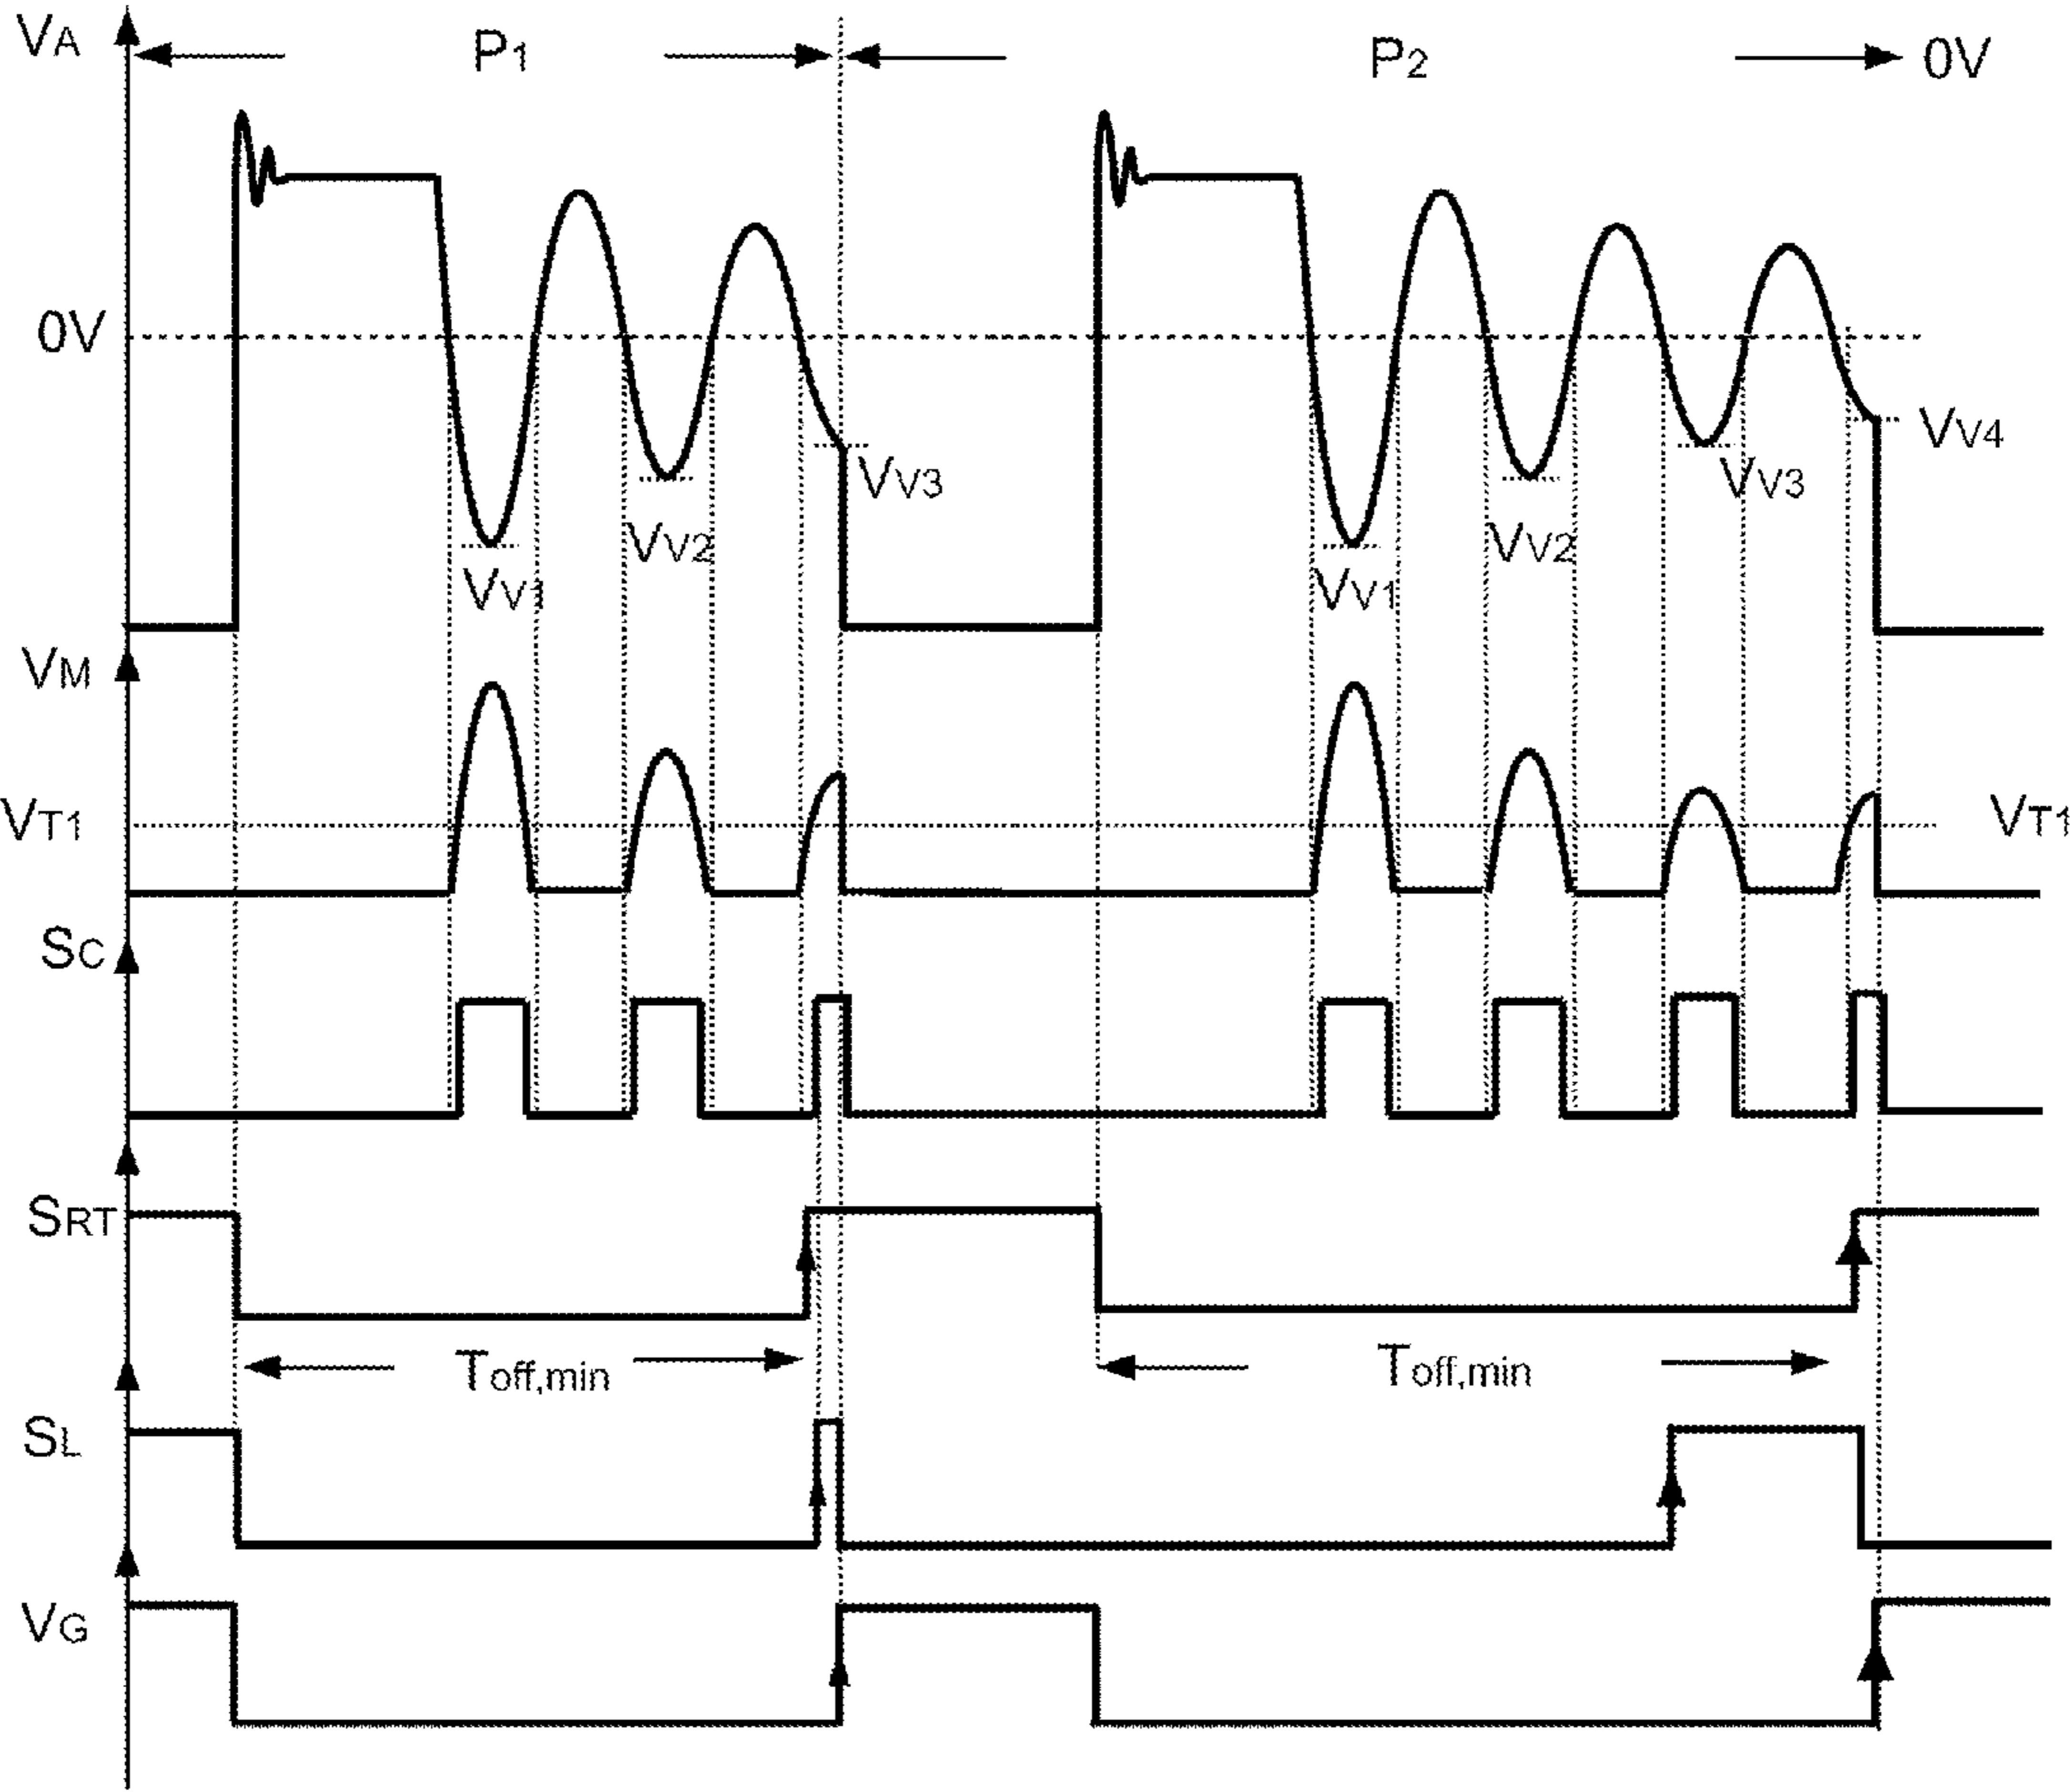 VA P1 P2 0V
0V
VV4
VV3 VV3
VV2 VV2
VV1 VV1
VM
VT1 VT1
SC
SRT
Toff,min Toff,min
SL
VG